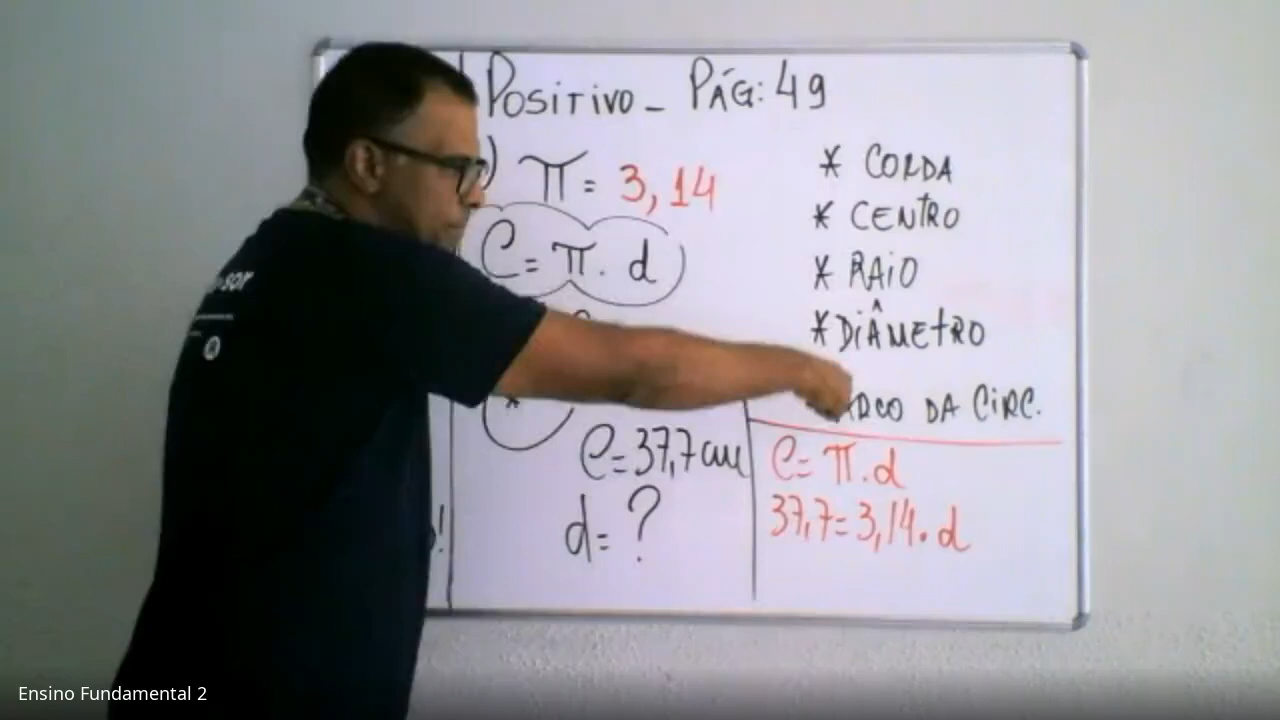 POSITIVO - PÁG: 49
) π = 3,14
C = π . d
C = 37,7 cm
d = ?
* CORDA
* CENTRO
* RAIO
* DIÂMETRO
ARCO DA CIRC.
C = π . d
37,7 = 3,14 . d
!
Ensino Fundamental 2